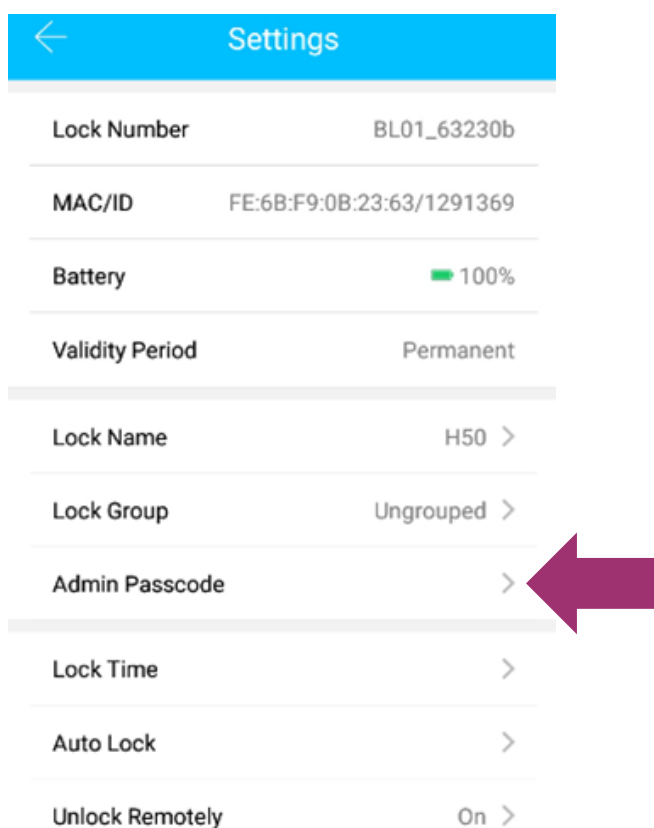 Settings
Lock Number BL01_63230b
MAC/ID FE:6B:F9:0B:23:63/1291369
Battery 100%
Validity Period Permanent
Lock Name H50
Lock Group Ungrouped
Admin Passcode
Lock Time
Auto Lock
Unlock Remotely On